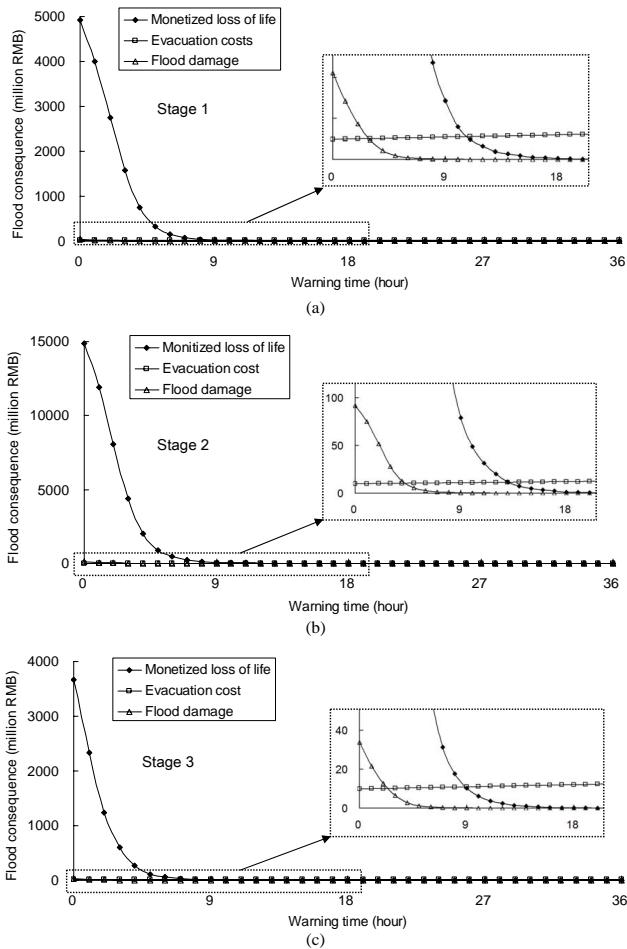 (a)
Flood consequence (million RMB)
5000
4000
3000
2000
1000
0
Monetized loss of life
Evacuation costs
Flood damage
Stage 1
0 9 18
0 9 18 27 36
Warning time (hour)
(a)
Flood consequence (million RMB)
15000
10000
5000
0
Monitized loss of life
Evacuation cost
Flood damage
Stage 2
100
50
0
0 9 18
0 9 18 27 36
Warning time (hour)
(b)
Flood consequence (million RMB)
4000
3000
2000
1000
0
Monetized loss of life
Evacuation cost
Flood damage
Stage 3
40
20
0
0 9 18
0 9 18 27 36
Warning time (hour)
(c)